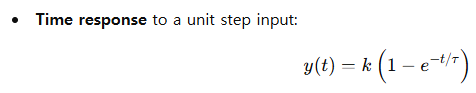 • Time response to a unit step input:
y(t) = k (1 − e^{−t/τ})